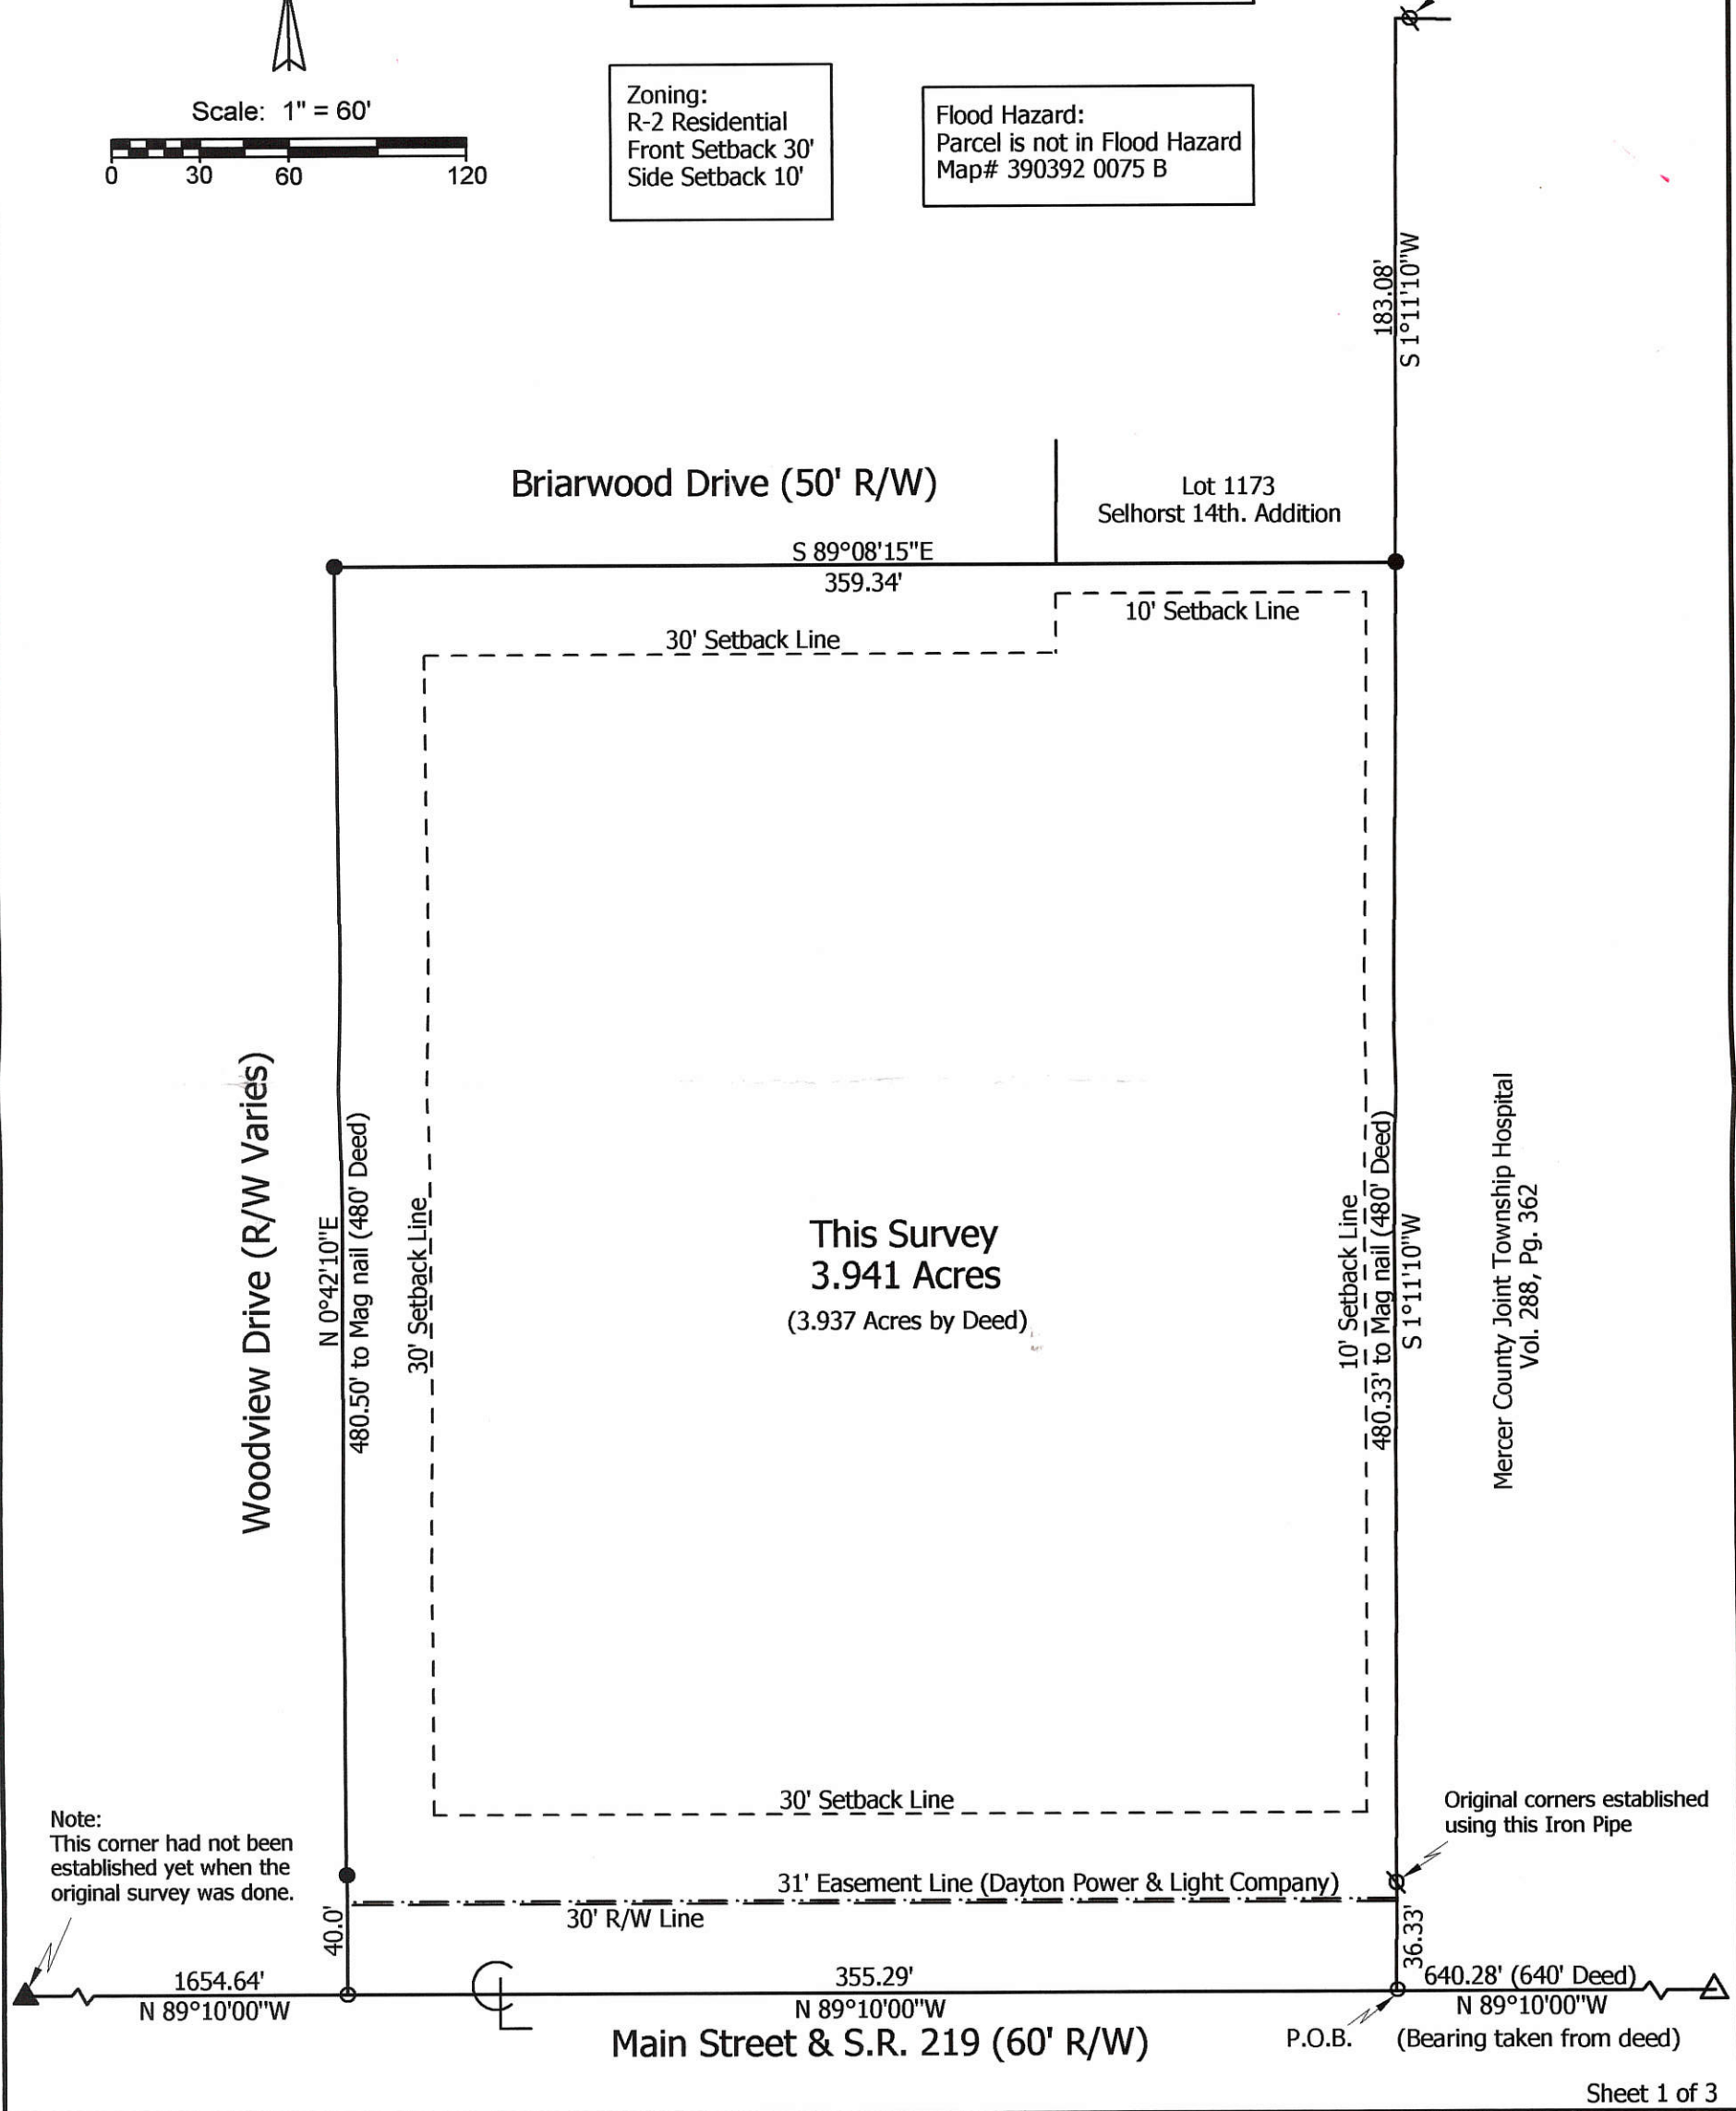 Scale: 1" = 60'
0 30 60 120
Zoning:
R-2 Residential
Front Setback 30'
Side Setback 10'
Flood Hazard:
Parcel is not in Flood Hazard
Map# 390392 0075 B
183.08'
S 1°11'10"W
Briarwood Drive (50' R/W)
Lot 1173
Selhorst 14th. Addition
S 89°08'15"E
359.34'
10' Setback Line
30' Setback Line
Woodview Drive (R/W Varies)
N 0°42'10"E
480.50' to Mag nail (480' Deed)
30' Setback Line
This Survey
3.941 Acres
(3.937 Acres by Deed)
10' Setback Line
480.33' to Mag nail (480' Deed)
S 1°11'10"W
Mercer County Joint Township Hospital
Vol. 288, Pg. 362
30' Setback Line
Note:
This corner had not been
established yet when the
original survey was done.
Original corners established
using this Iron Pipe
31' Easement Line (Dayton Power & Light Company)
30' R/W Line
40.0'
36.33'
1654.64'
N 89°10'00"W
CL
355.29'
N 89°10'00"W
640.28' (640' Deed)
N 89°10'00"W
Main Street & S.R. 219 (60' R/W)
P.O.B.
(Bearing taken from deed)
Sheet 1 of 3